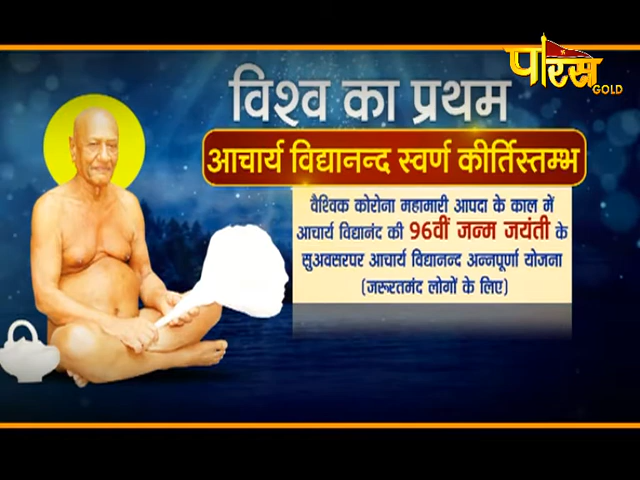 पारस
GOLD
विश्व का प्रथम
आचार्य विद्यानन्द स्वर्ण कीर्तिस्तम्भ
वैश्विक कोरोना महामारी आपदा के काल में
आचार्य विद्यानंद की 96वीं जन्म जयंती के
सुअवसरपर आचार्य विद्यानन्द अन्नपूर्णा योजना
(जरूरतमंद लोगों के लिए)